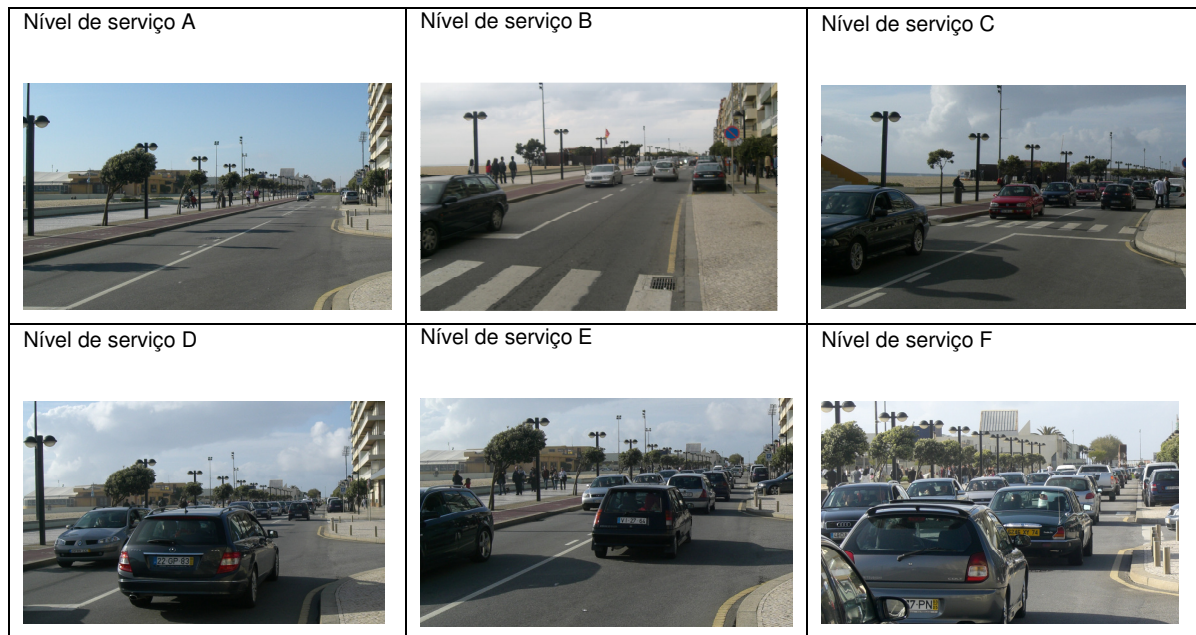 Nível de serviço A
Nível de serviço B
Nível de serviço C
Nível de serviço D
Nível de serviço E
Nível de serviço F